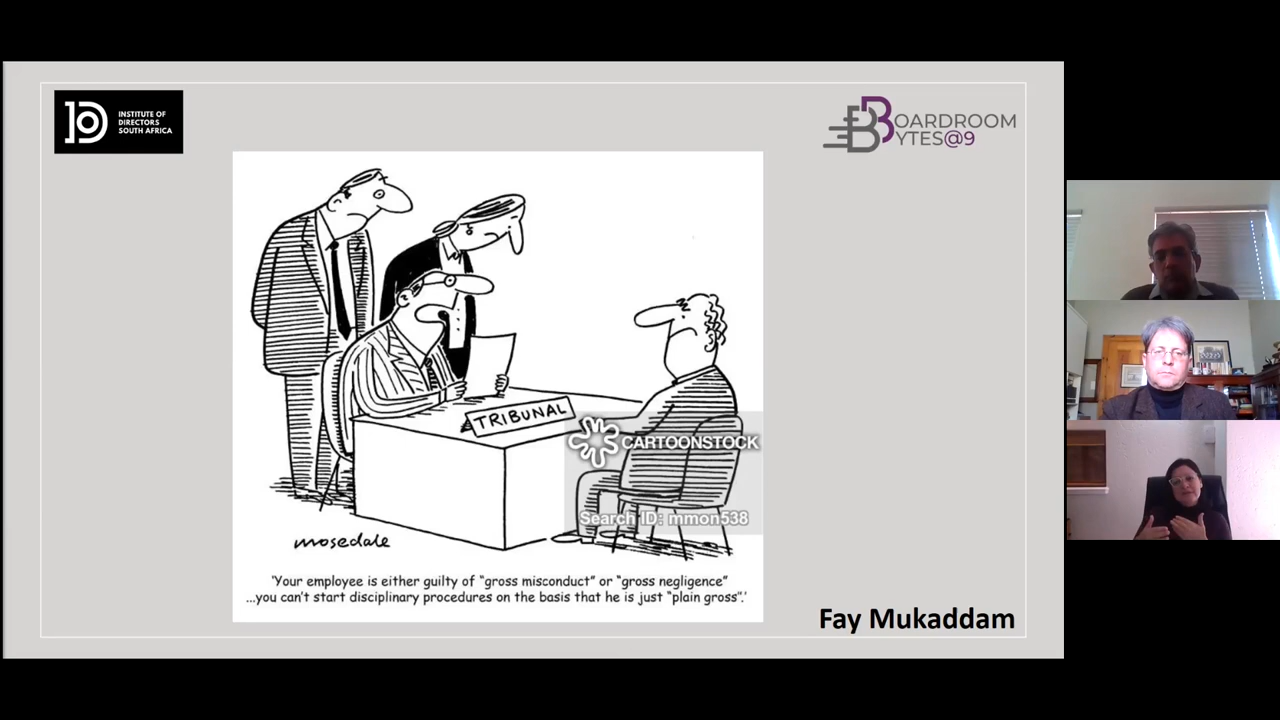 INSTITUTE OF
DIRECTORS
SOUTH AFRICA
BOARDROOM
BYTES@9
TRIBUNAL
CARTOONSTOCK
Search ID: mmon538
mosedale
'Your employee is either guilty of "gross misconduct" or "gross negligence"
...you can't start disciplinary procedures on the basis that he is just "plain gross".'
Fay Mukaddam